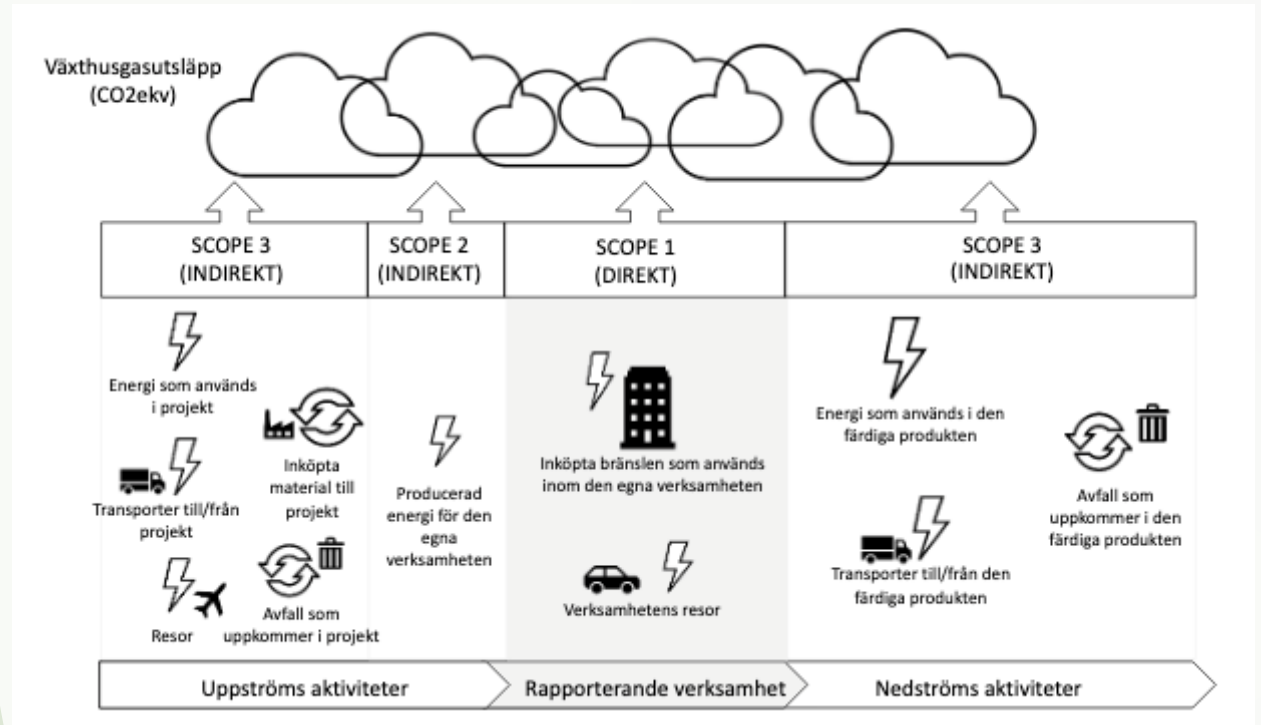 Växthusgasutsläpp
(CO2ekv)
SCOPE 3
(INDIREKT)
SCOPE 2
(INDIREKT)
SCOPE 1
(DIREKT)
SCOPE 3
(INDIREKT)
Energi som används
i projekt
Inköpta
material till
projekt
Transporter till/från
projekt
Resor
Avfall som
uppkommer i projekt
Producerad
energi för den
egna
verksamheten
Inköpta bränslen som används
inom den egna verksamheten
Verksamhetens resor
Energi som används i den
färdiga produkten
Avfall som
uppkommer i den
färdiga produkten
Transporter till/från den
färdiga produkten
Uppströms aktiviteter
Rapporterande verksamhet
Nedströms aktiviteter